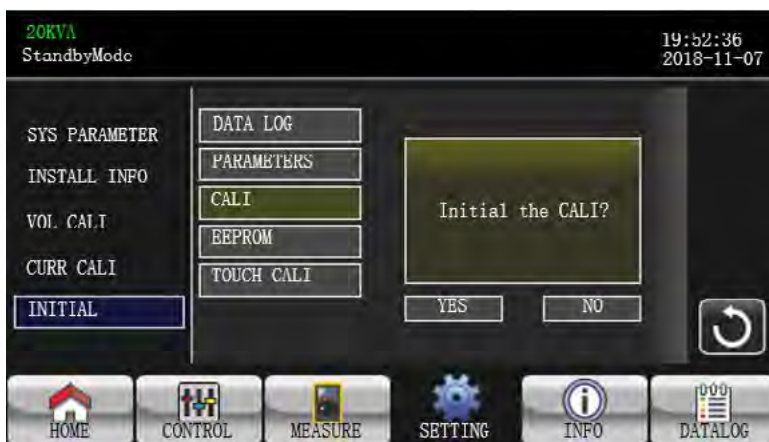 20KVA
StandbyMode
19:52:36
2018-11-07
SYS PARAMETER
INSTALL INFO
VOL CALI
CURR CALI
INITIAL
DATA LOG
PARAMETERS
CALI
EEPROM
TOUCH CALI
Initial the CALI?
YES
NO
HOME
CONTROL
MEASURE
SETTING
INFO
DATALOG